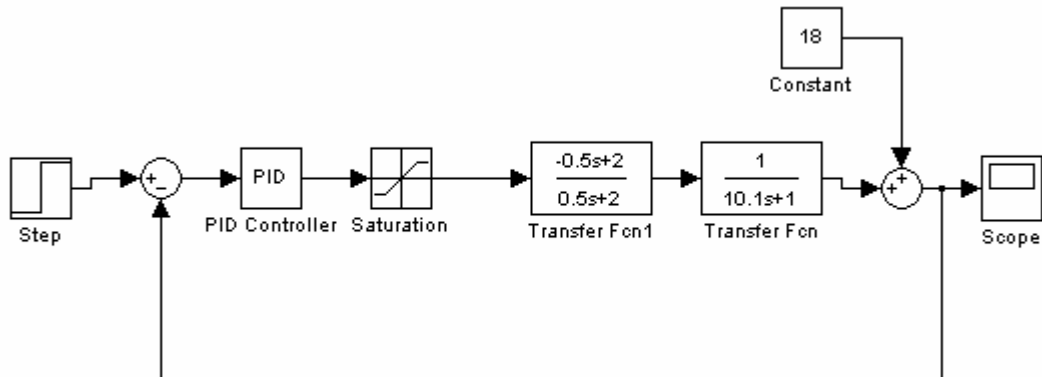 18
Constant
+
-
PID
-0.5s+2
0.5s+2
1
10.1s+1
+
+
Step
PID Controller
Saturation
Transfer Fcn1
Transfer Fcn
Scope